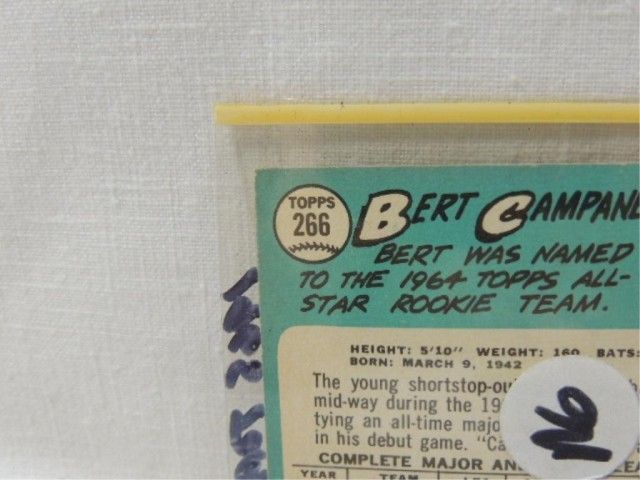 TOPPS
266
BERT CAMPANE
BERT WAS NAMED
TO THE 1964 TOPPS ALL-
STAR ROOKIE TEAM.
HEIGHT: 5'10" WEIGHT: 160 BATS:
BORN: MARCH 9, 1942
The young shortstop-ou
mid-way during the 19
tying an all-time majo
in his debut game. "Ca
COMPLETE MAJOR AN LEA
YEAR TEAM